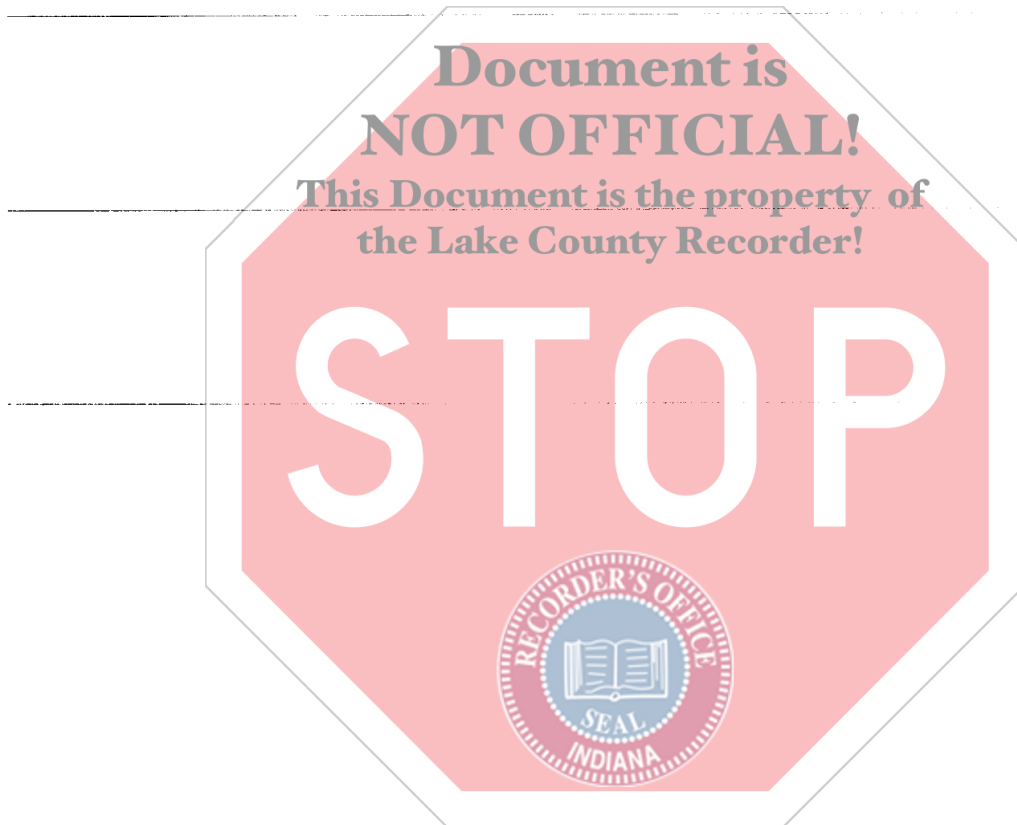 Document is
NOT OFFICIAL!
This Document is the property of
the Lake County Recorder!
STOP
RECORDER'S OFFICE
SEAL
INDIANA